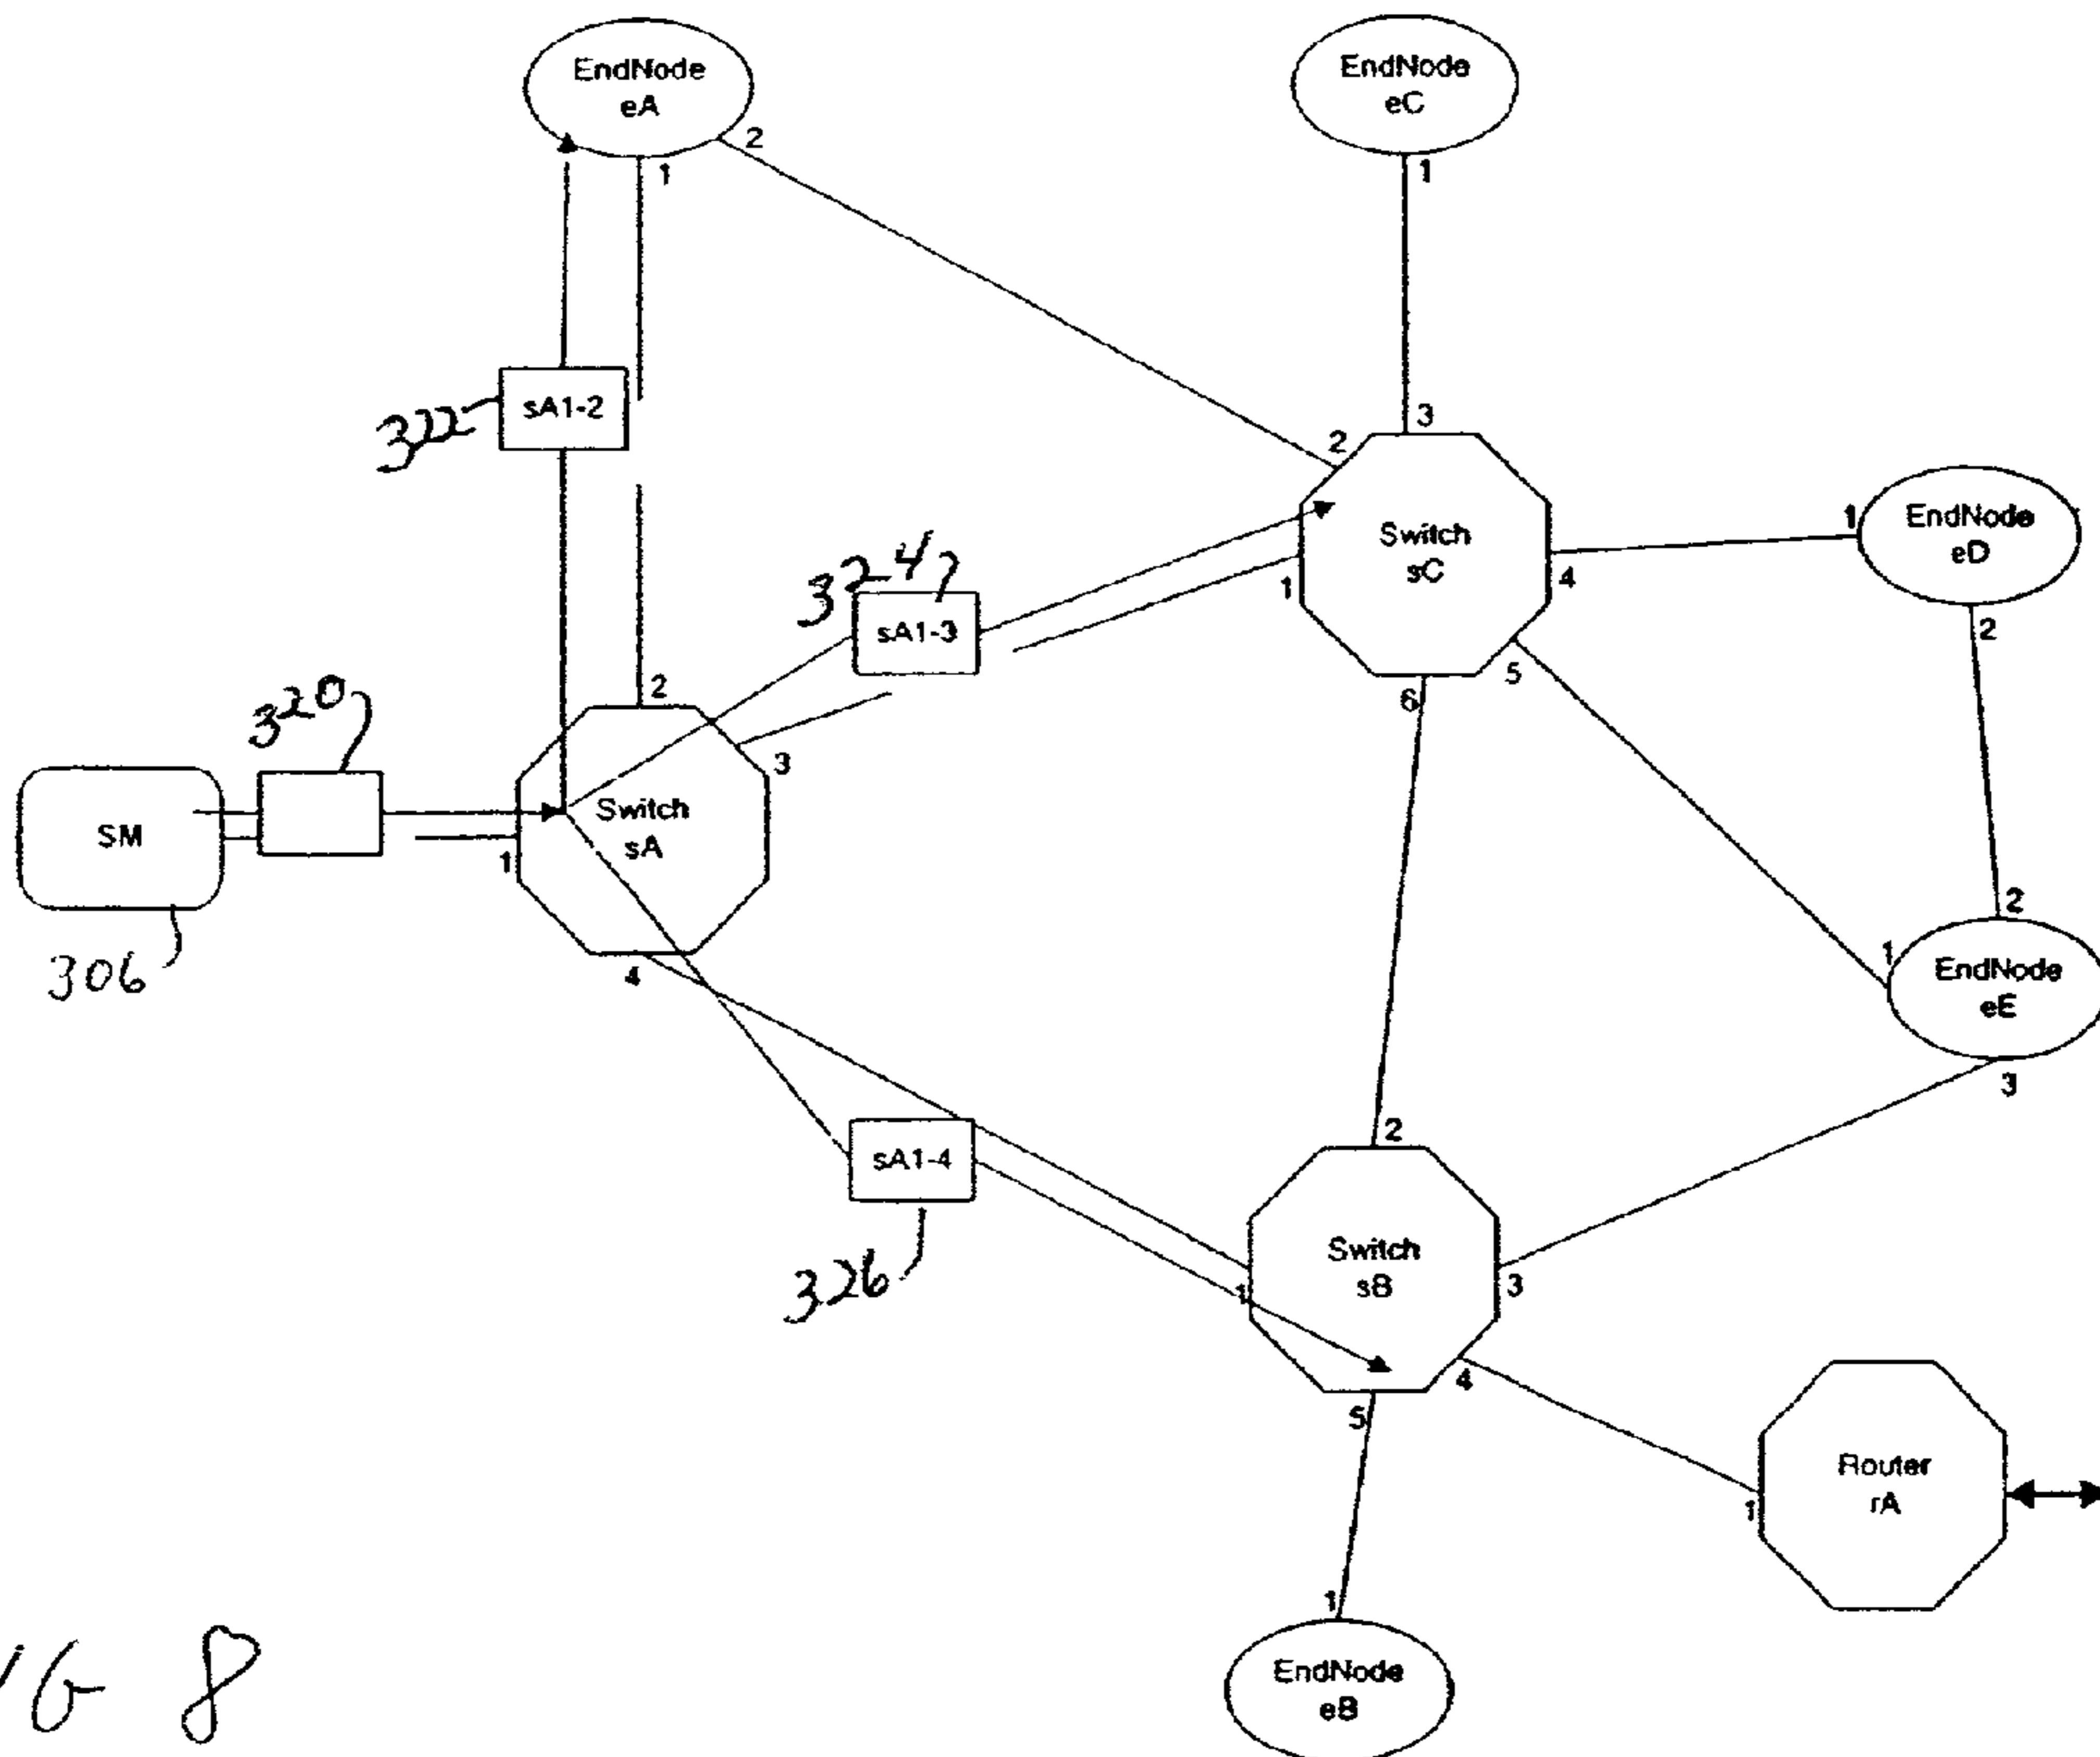 EndNode
eA
2
1
EndNode
eC
1
322
sA1-2
3
2
Switch
sC
1
4
5
6
1
EndNode
eD
2
3247
sA1-3
320
2
3
SM
Switch
sA
1
4
306
2
1
EndNode
eE
3
sA1-4
326
2
Switch
sB
1
3
4
5
Router
rA
1
1
EndNode
eB
IG 8